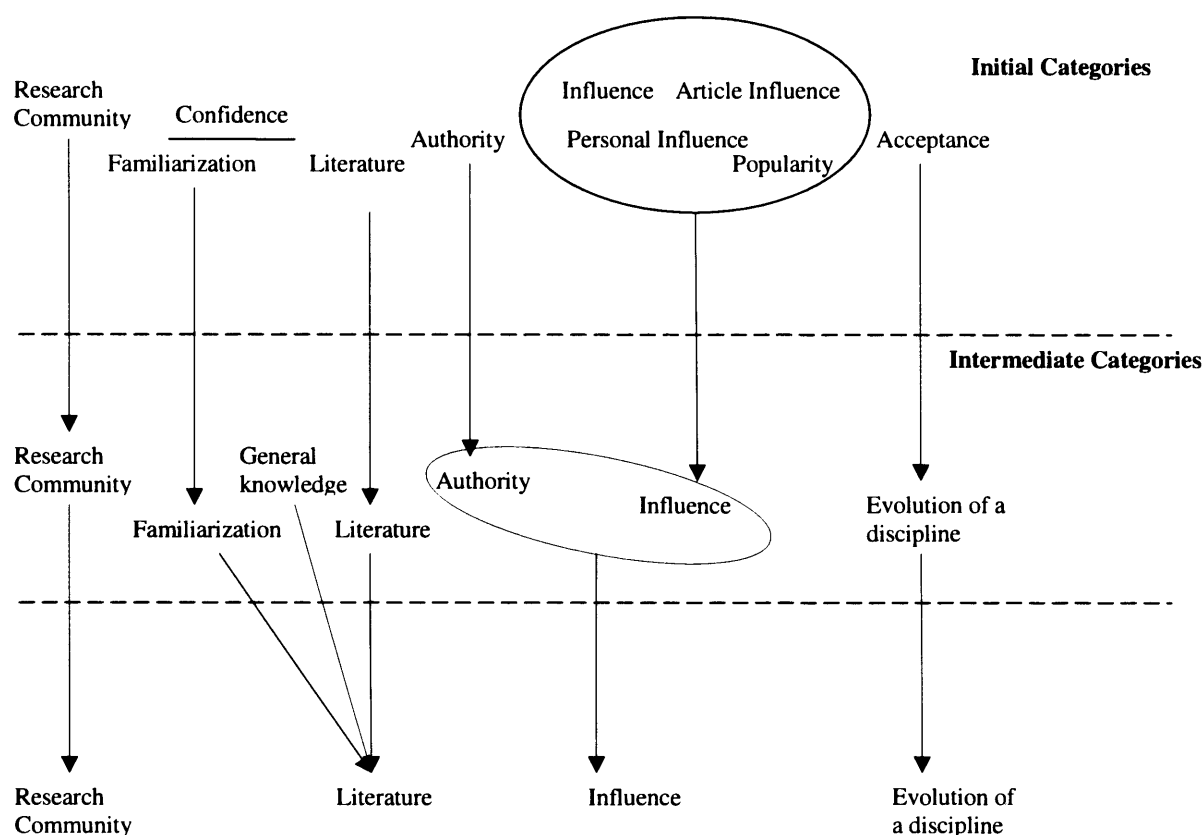 Initial Categories
Research
Community
Confidence
Familiarization
Literature
Authority
Influence Article Influence
Personal Influence
Popularity
Acceptance
Intermediate Categories
Research
Community
General
knowledge
Familiarization
Literature
Authority
Influence
Evolution of a
discipline
Research
Community
Literature
Influence
Evolution of
a discipline